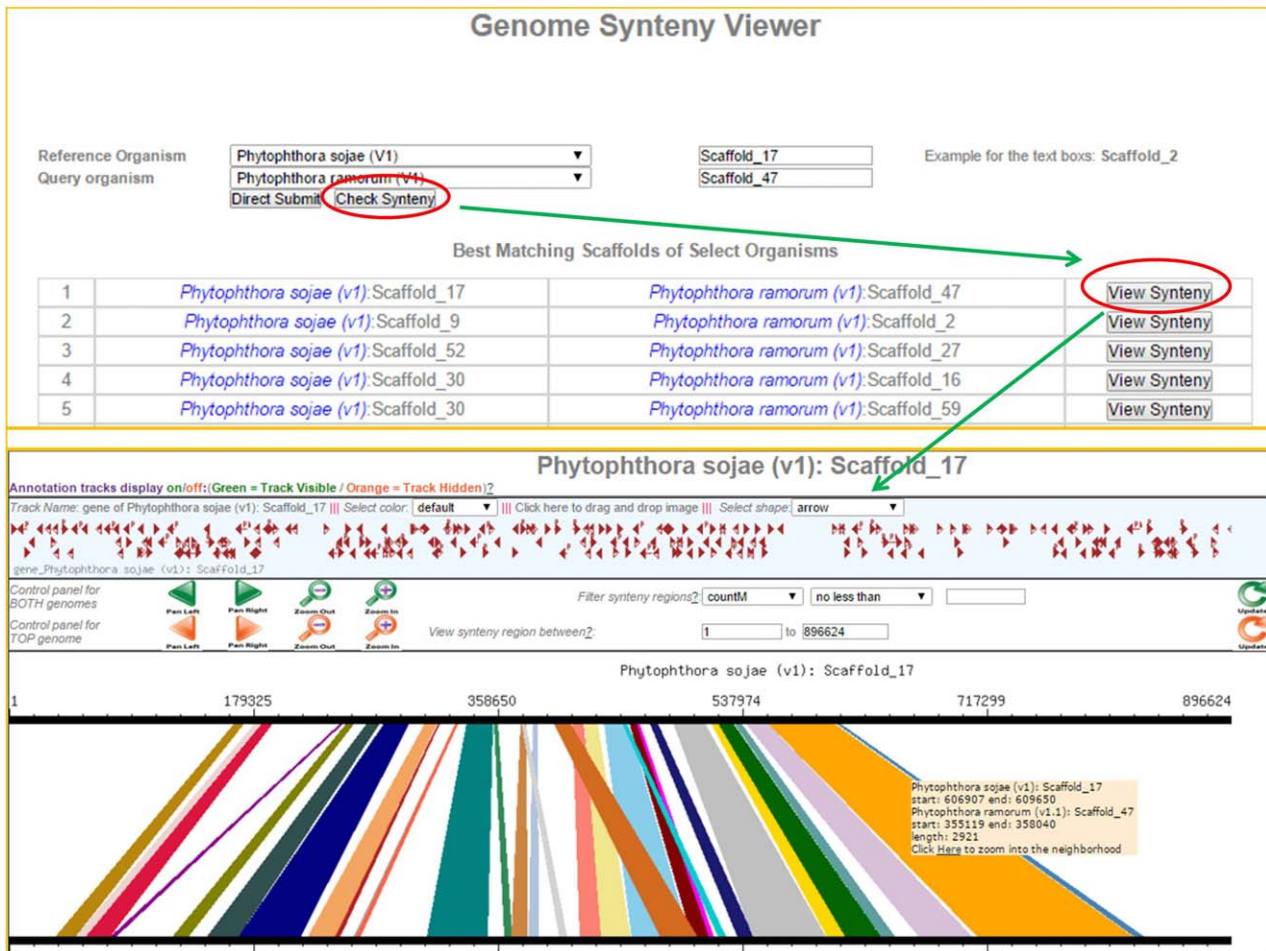 Genome Synteny Viewer
Reference Organism Phytophthora sojae (V1) Scaffold_17 Example for the text boxs: Scaffold_2
Query organism Phytophthora ramorum (V1) Scaffold_47
Direct Submit Check Synteny
Best Matching Scaffolds of Select Organisms
1 Phytophthora sojae (v1):Scaffold_17 Phytophthora ramorum (v1):Scaffold_47 View Synteny
2 Phytophthora sojae (v1):Scaffold_9 Phytophthora ramorum (v1):Scaffold_2 View Synteny
3 Phytophthora sojae (v1):Scaffold_52 Phytophthora ramorum (v1):Scaffold_27 View Synteny
4 Phytophthora sojae (v1):Scaffold_30 Phytophthora ramorum (v1):Scaffold_16 View Synteny
5 Phytophthora sojae (v1):Scaffold_30 Phytophthora ramorum (v1):Scaffold_59 View Synteny
Phytophthora sojae (v1): Scaffold_17
Annotation tracks display on/off:(Green = Track Visible / Orange = Track Hidden)?
Track Name: gene of Phytophthora sojae (v1): Scaffold_17 ||| Select color: default ||| Click here to drag and drop image ||| Select shape: arrow
gene_Phytophthora sojae (v1): Scaffold_17
Control panel for
BOTH genomes
Pan Left Pan Right Zoom Out Zoom In
Filter synteny regions?: countM no less than
Update
Control panel for
TOP genome
Pan Left Pan Right Zoom Out Zoom In
View synteny region between?: 1 to 896624
Update
Phytophthora sojae (v1): Scaffold_17
1 179325 358650 537974 717299 896624
Phytophthora sojae (v1): Scaffold_17
start: 606907 end: 609650
Phytophthora ramorum (v1.1): Scaffold_47
start: 355119 end: 358040
length: 2921
Click Here to zoom into the neighborhood